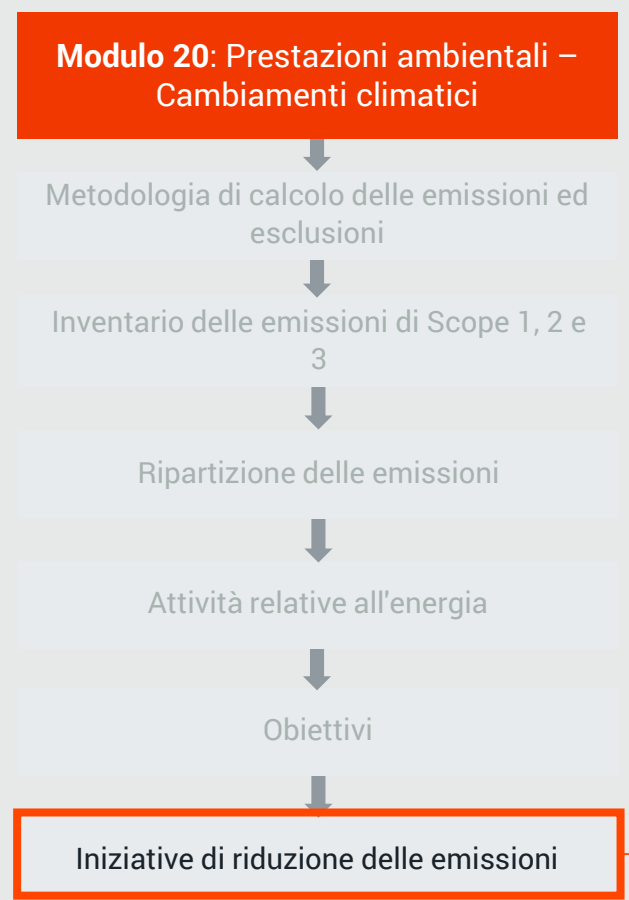 Modulo 20: Prestazioni ambientali –
Cambiamenti climatici
Metodologia di calcolo delle emissioni ed
esclusioni
Inventario delle emissioni di Scope 1, 2 e
3
Ripartizione delle emissioni
Attività relative all'energia
Obiettivi
Iniziative di riduzione delle emissioni